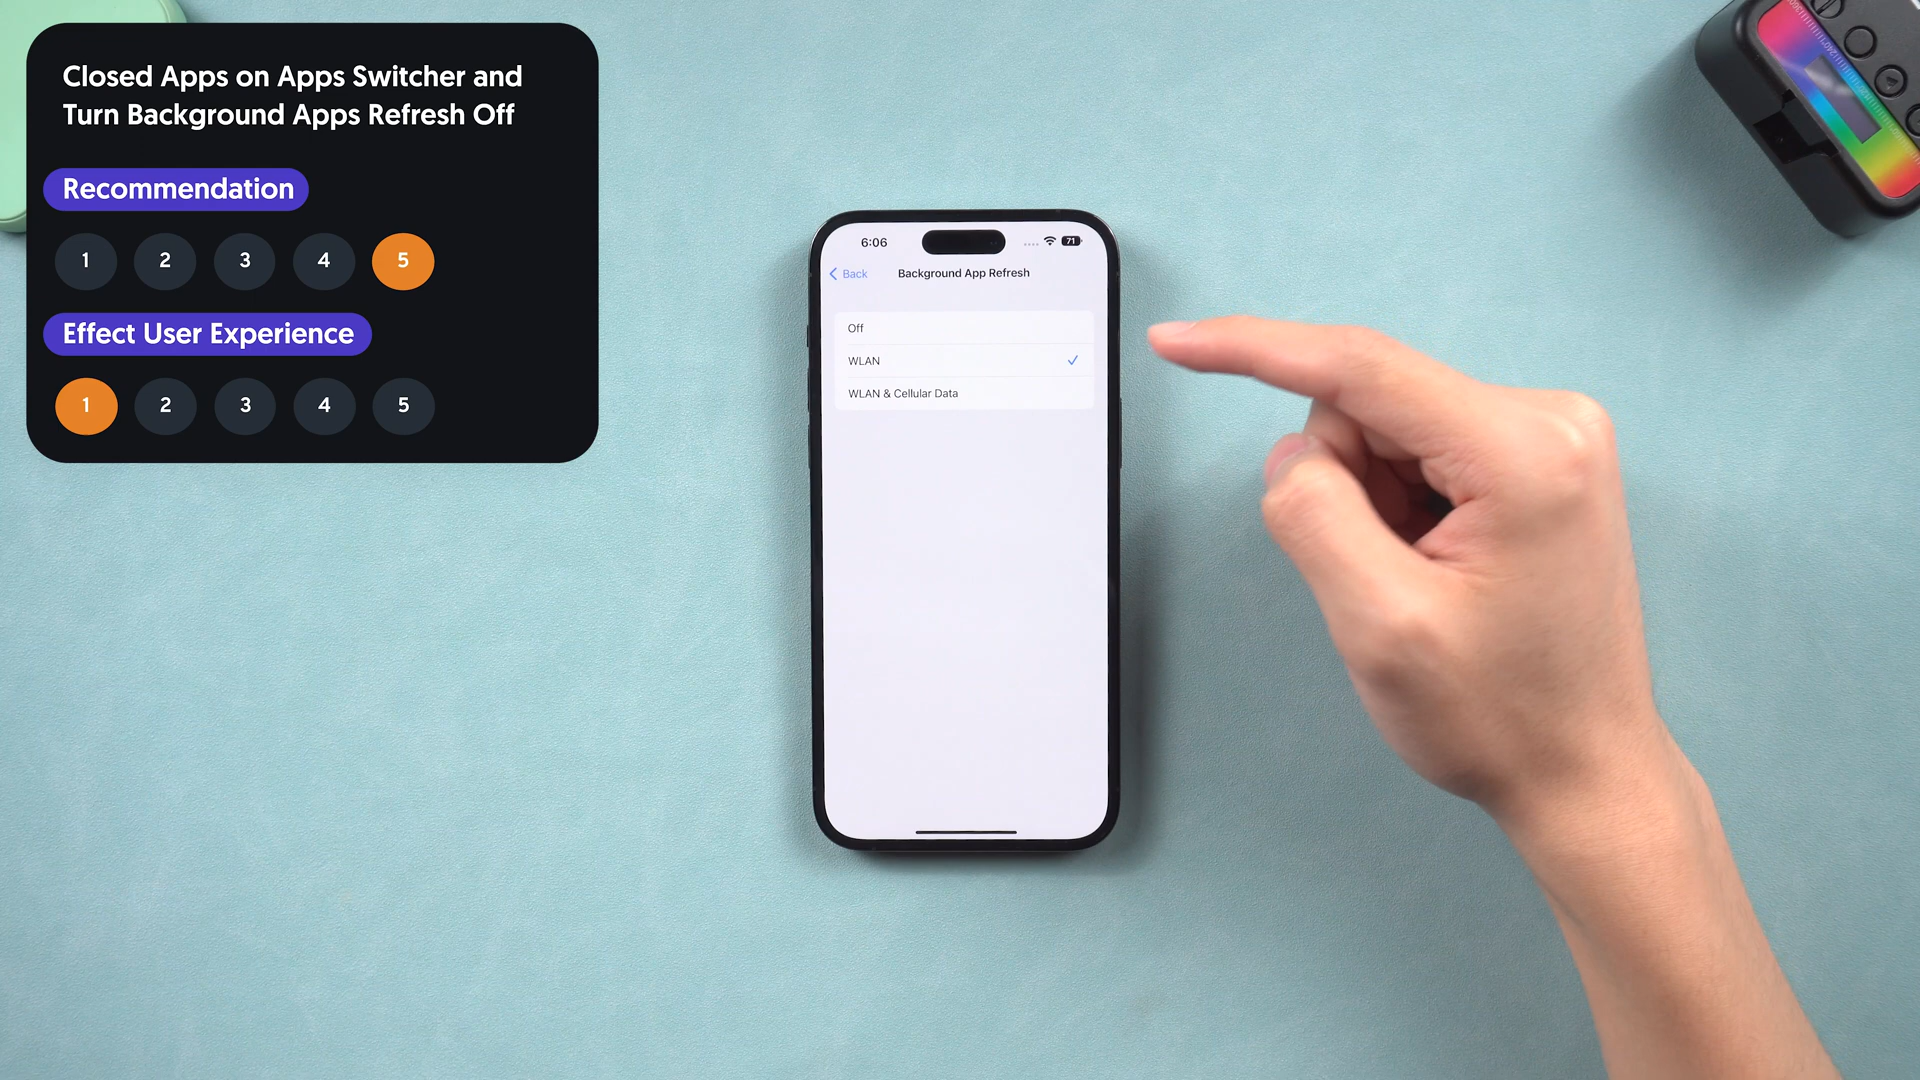 Closed Apps on Apps Switcher and
Turn Background Apps Refresh Off
Recommendation
1 2 3 4 5
Effect User Experience
1 2 3 4 5
6:06
71
Back
Background App Refresh
Off
WLAN
WLAN & Cellular Data